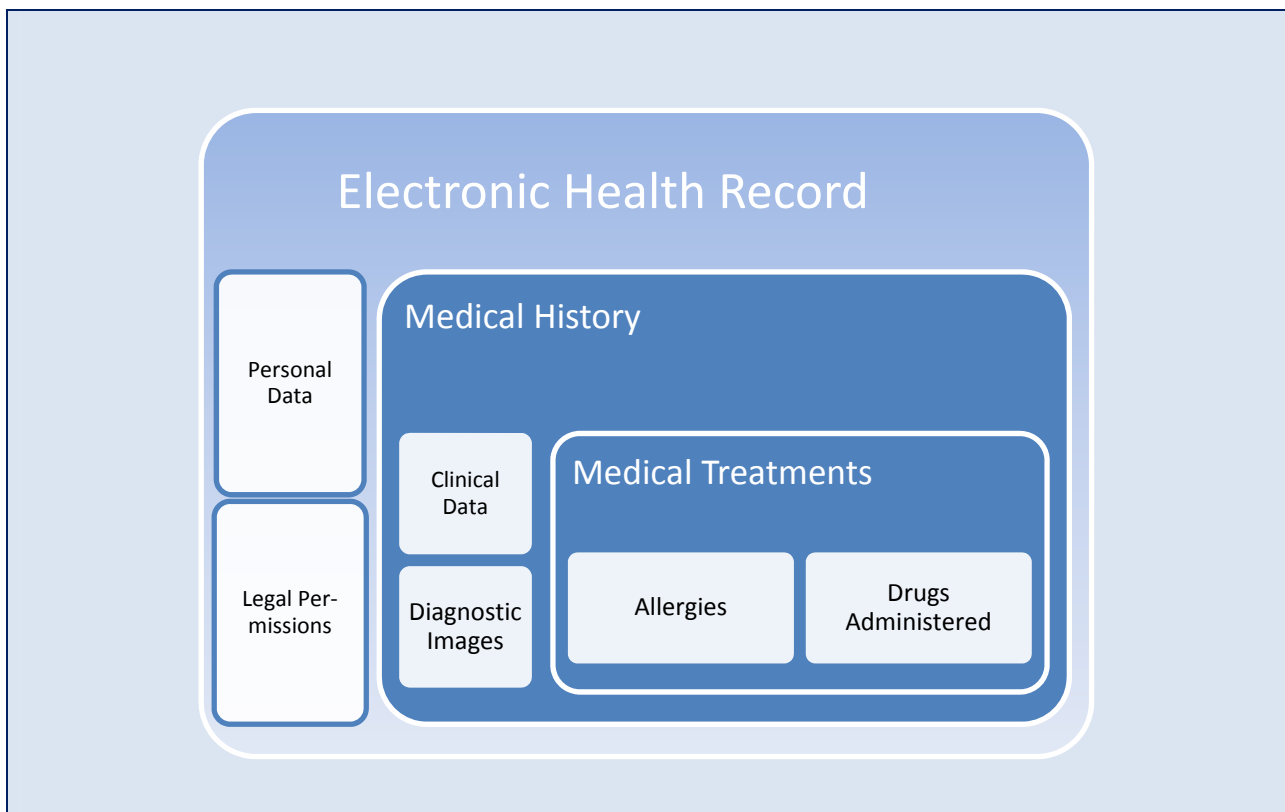 Electronic Health Record
Personal
Data
Legal Per-
missions
Medical History
Clinical
Data
Diagnostic
Images
Medical Treatments
Allergies
Drugs
Administered